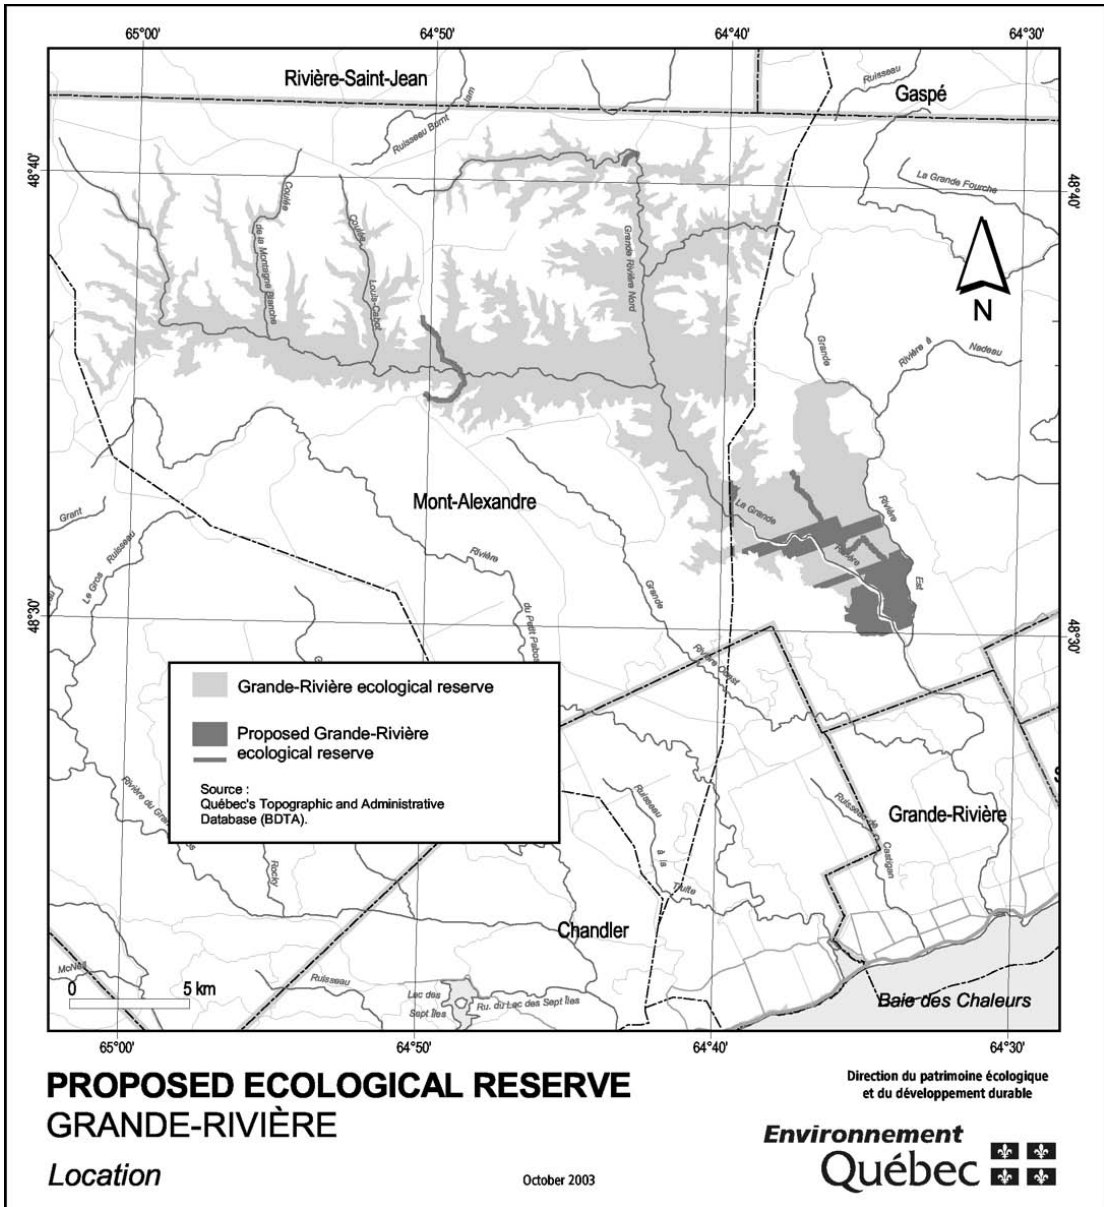 65°00'
64°50'
64°40'
64°30'
Rivière-Saint-Jean
Gaspé
Ruisseau
Jam
Ruisseau Burnt
48°40'
48°40'
La Grande Fourche
Coulée
de la Montagne Blanche
Coulée
Louis-Cabot
Grande Rivière Nord
N
Grande
Rivière à
Nadeau
Mont-Alexandre
La Grande
Rivière
Rivière
Est
Grant
Le Gros
Ruisseau
Rivière
Grande
du Petit Pabos
Rivière Ouest
48°30'
48°30'
Grande-Rivière ecological reserve
Proposed Grande-Rivière
ecological reserve
Source :
Québec's Topographic and Administrative
Database (BDTA).
Rivière du Gran
Rocky
Ruisseau
à la
Truite
Ruisseau de
Castigan
Grande-Rivière
Chandler
McNeil
0
5 km
Ruisseau
Lac des
Sept Îles
Ru. du Lac des Sept Îles
Baie des Chaleurs
65°00'
64°50'
64°40'
64°30'
PROPOSED ECOLOGICAL RESERVE
GRANDE-RIVIÈRE
Location
October 2003
Direction du patrimoine écologique
et du développement durable
Environnement
Québec